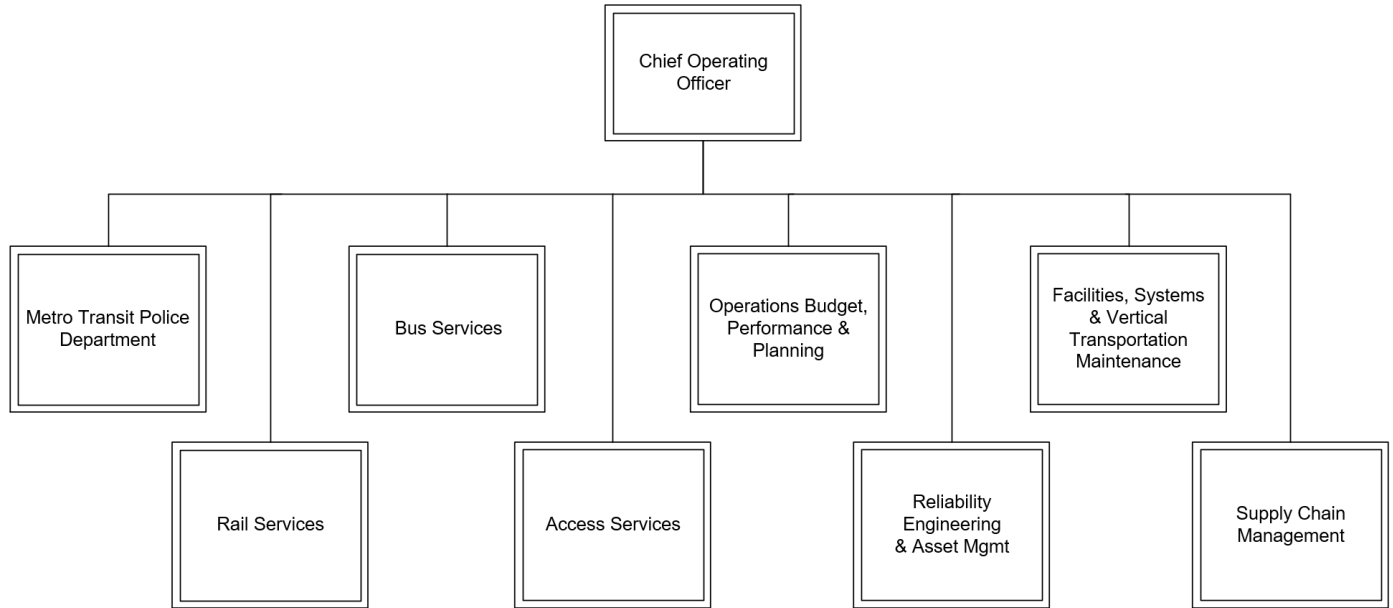 Chief Operating
Officer
Metro Transit Police
Department
Bus Services
Operations Budget,
Performance &
Planning
Facilities, Systems
& Vertical
Transportation
Maintenance
Rail Services
Access Services
Reliability
Engineering
& Asset Mgmt
Supply Chain
Management